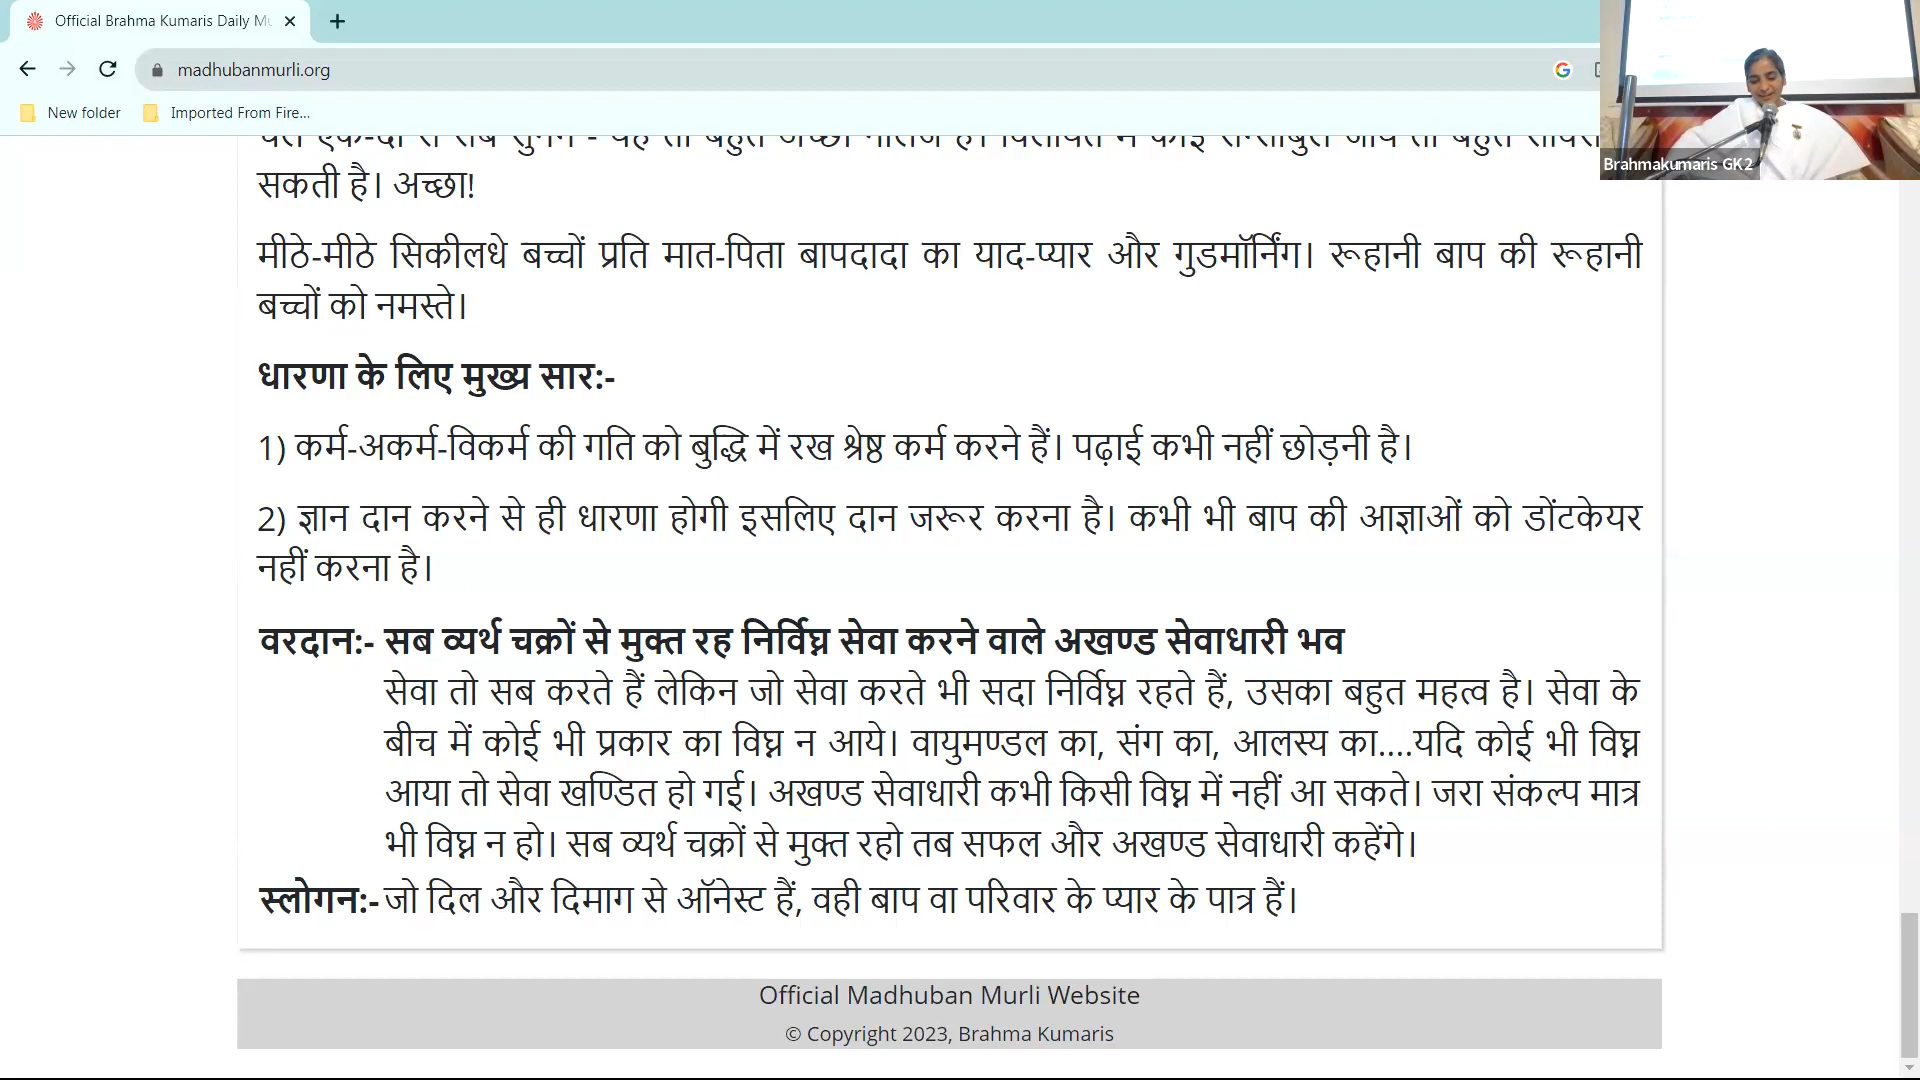 Official Brahma Kumaris Daily Mu
madhubanmurli.org
New folder
Imported From Fire...
Brahmakumaris GK2
सकती है। अच्छा!
मीठे-मीठे सिकीलधे बच्चों प्रति मात-पिता बापदादा का याद-प्यार और गुडमॉर्निंग। रूहानी बाप की रूहानी
बच्चों को नमस्ते।
धारणा के लिए मुख्य सार:-
1) कर्म-अकर्म-विकर्म की गति को बुद्धि में रख श्रेष्ठ कर्म करने हैं। पढ़ाई कभी नहीं छोड़नी है।
2) ज्ञान दान करने से ही धारणा होगी इसलिए दान जरूर करना है। कभी भी बाप की आज्ञाओं को डोंटकेयर
नहीं करना है।
वरदान:- सब व्यर्थ चक्रों से मुक्त रह निर्विघ्न सेवा करने वाले अखण्ड सेवाधारी भव
सेवा तो सब करते हैं लेकिन जो सेवा करते भी सदा निर्विघ्न रहते हैं, उसका बहुत महत्व है। सेवा के
बीच में कोई भी प्रकार का विघ्न न आये। वायुमण्डल का, संग का, आलस्य का....यदि कोई भी विघ्न
आया तो सेवा खण्डित हो गई। अखण्ड सेवाधारी कभी किसी विघ्न में नहीं आ सकते। जरा संकल्प मात्र
भी विघ्न न हो। सब व्यर्थ चक्रों से मुक्त रहो तब सफल और अखण्ड सेवाधारी कहेंगे।
स्लोगन:- जो दिल और दिमाग से ऑनेस्ट हैं, वही बाप वा परिवार के प्यार के पात्र हैं।
Official Madhuban Murli Website
© Copyright 2023, Brahma Kumaris